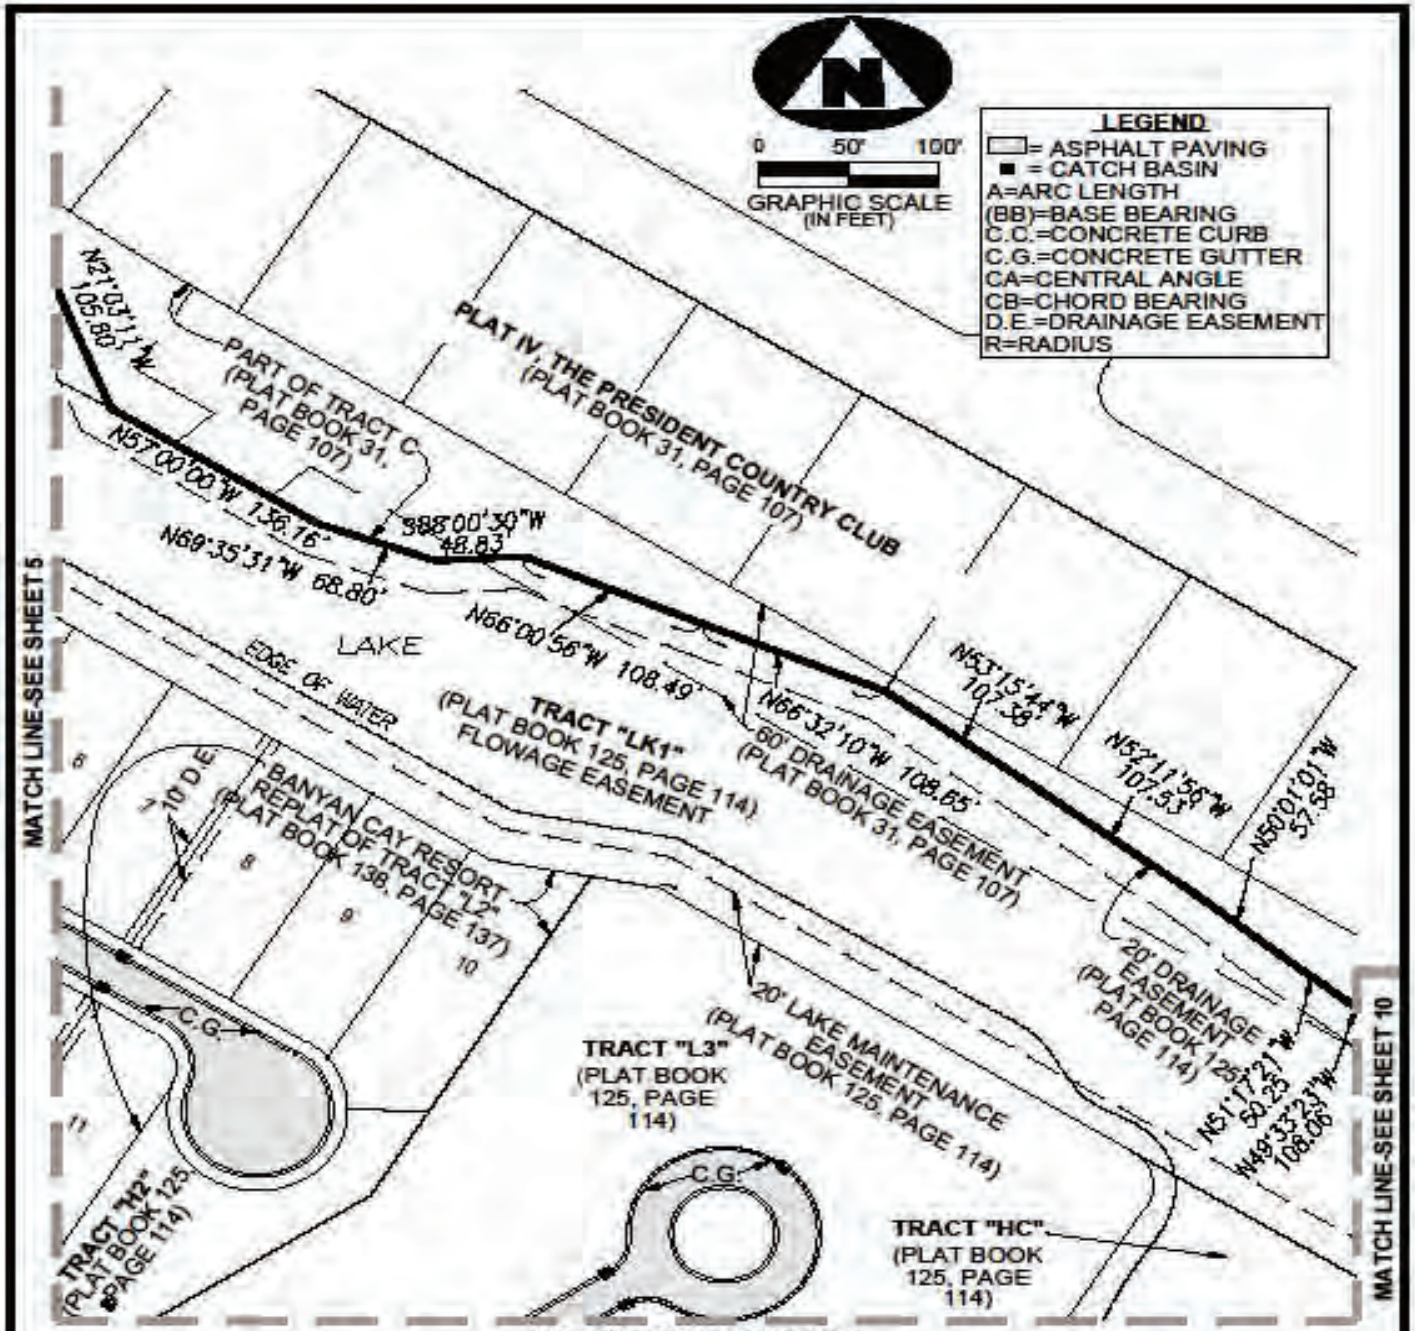 N
0 50' 100'
GRAPHIC SCALE
(IN FEET)
LEGEND
= ASPHALT PAVING
= CATCH BASIN
A=ARC LENGTH
(BB)=BASE BEARING
C.C.=CONCRETE CURB
C.G.=CONCRETE GUTTER
CA=CENTRAL ANGLE
CB=CHORD BEARING
D.E.=DRAINAGE EASEMENT
R=RADIUS
N21°03'11"W
105.80'
PART OF TRACT C
(PLAT BOOK 31,
PAGE 107)
PLAT IV, THE PRESIDENT COUNTRY CLUB
(PLAT BOOK 31, PAGE 107)
N57°00'00"W 136.16'
N69°35'31"W 68.80'
S88°00'30"W
48.83'
N66°00'56"W 108.49'
N66°32'10"W 108.65'
N53°15'44"W
107.38'
N52°11'56"W
107.53'
N50°01'01"W
57.58'
MATCH LINE-SEE SHEET 5
LAKE
EDGE OF WATER
TRACT "LK1"
(PLAT BOOK 125, PAGE 114)
FLOWAGE EASEMENT
60' DRAINAGE EASEMENT
(PLAT BOOK 31, PAGE 107)
6
7
10' D.E.
8
9
10
11
BANYAN CAY RESORT
REPLAT OF TRACT "L2"
(PLAT BOOK 138, PAGE 137)
C.G.
20' DRAINAGE
EASEMENT
(PLAT BOOK 125,
PAGE 114)
N51°17'21"W
50.25'
N49°33'23"W
108.06'
20' LAKE MAINTENANCE
EASEMENT
(PLAT BOOK 125, PAGE 114)
TRACT "L3"
(PLAT BOOK
125, PAGE
114)
C.G.
TRACT "H2"
(PLAT BOOK 125,
PAGE 114)
TRACT "HC"
(PLAT BOOK
125, PAGE
114)
MATCH LINE-SEE SHEET 10